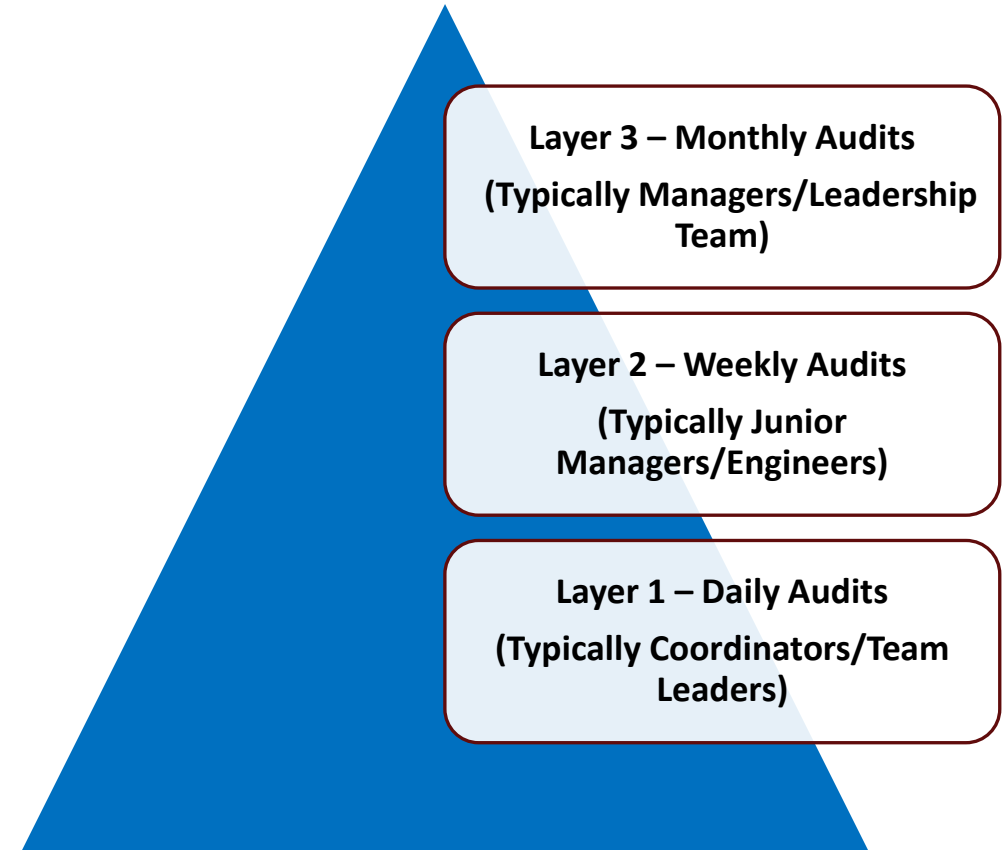 Layer 3 – Monthly Audits
(Typically Managers/Leadership
Team)
Layer 2 – Weekly Audits
(Typically Junior
Managers/Engineers)
Layer 1 – Daily Audits
(Typically Coordinators/Team
Leaders)